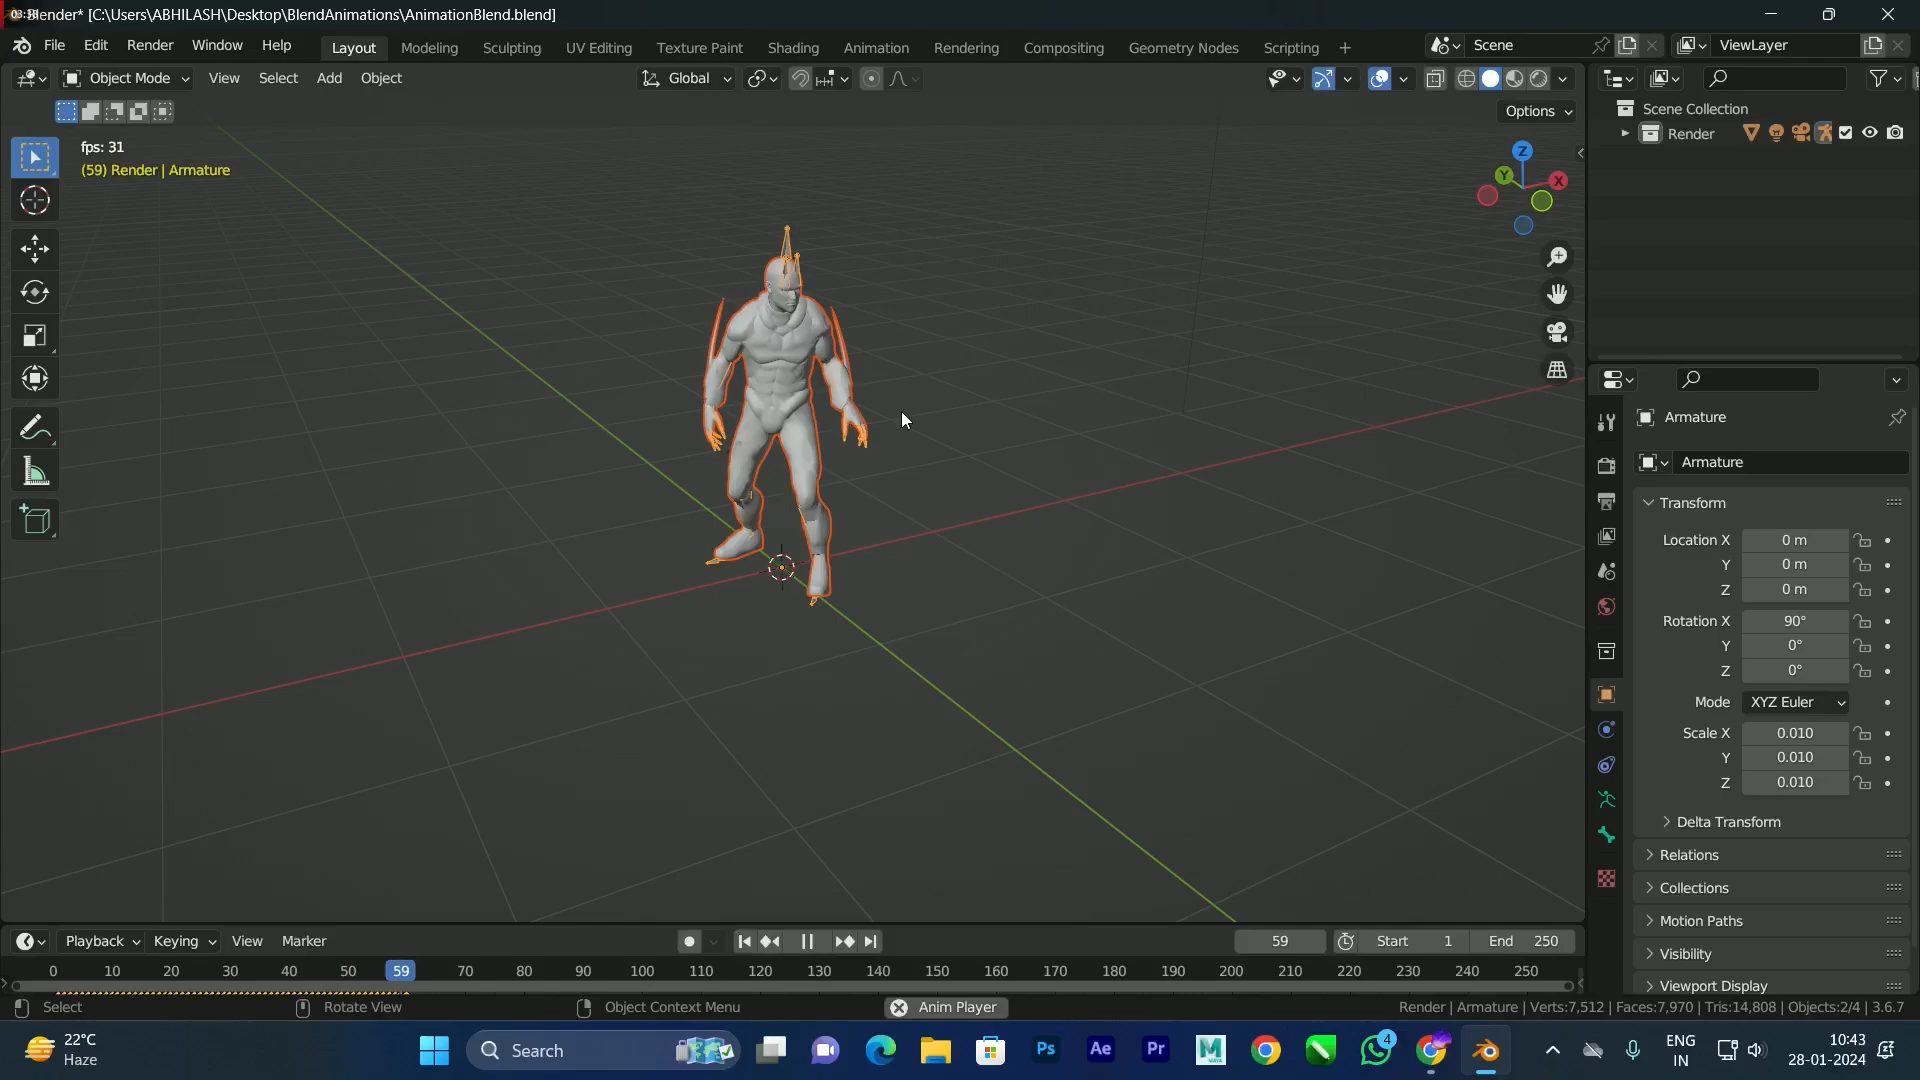 Blender* [C:\Users\ABHILASH\Desktop\BlendAnimations\AnimationBlend.blend]
File Edit Render Window Help
Layout Modeling Sculpting UV Editing Texture Paint Shading Animation Rendering Compositing Geometry Nodes Scripting +
Scene
ViewLayer
Object Mode View Select Add Object
Global
Options
fps: 31
(59) Render | Armature
Z
Y
X
Scene Collection
Render
Armature
Armature
Transform
Location X 0 m
Y 0 m
Z 0 m
Rotation X 90°
Y 0°
Z 0°
Mode XYZ Euler
Scale X 0.010
Y 0.010
Z 0.010
Delta Transform
Relations
Collections
Motion Paths
Visibility
Viewport Display
Playback Keying View Marker
59
Start 1 End 250
0 10 20 30 40 50 59 70 80 90 100 110 120 130 140 150 160 170 180 190 200 210 220 230 240 250
Select
Rotate View
Object Context Menu
Anim Player
Render | Armature | Verts:7,512 | Faces:7,970 | Tris:14,808 | Objects:2/4 | 3.6.7
22°C
Haze
Search
Ps
Ae
Pr
M
MAYA
4
ENG
IN
10:43
28-01-2024